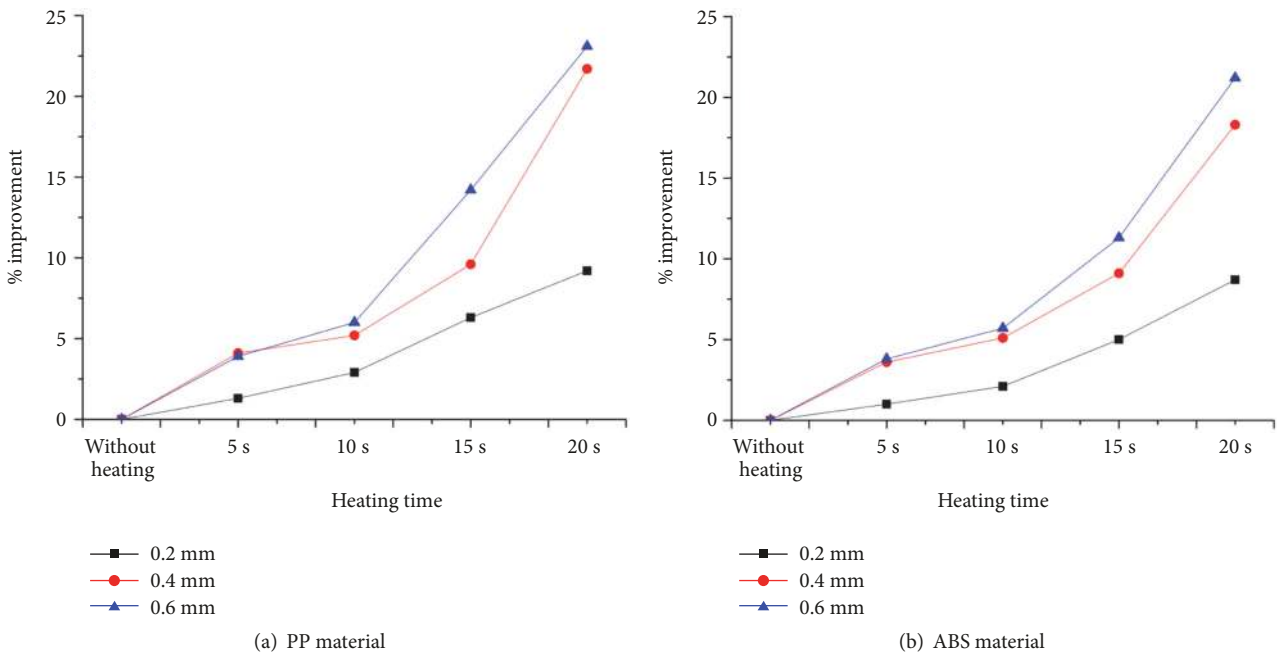 25
20
15
10
5
0
% improvement
Without
heating
5 s
10 s
15 s
20 s
Heating time
0.2 mm
0.4 mm
0.6 mm
(a) PP material
25
20
15
10
5
0
% improvement
Without
heating
5 s
10 s
15 s
20 s
Heating time
0.2 mm
0.4 mm
0.6 mm
(b) ABS material